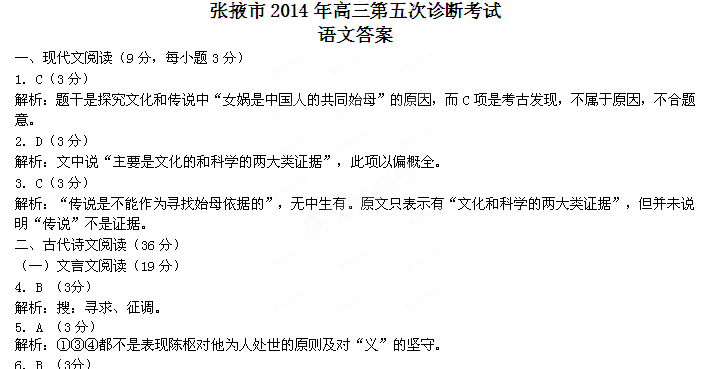 张掖市 2014 年高三第五次诊断考试
语文答案
一、现代文阅读（9 分，每小题 3 分）
1. C（3 分）
解析：题干是探究文化和传说中“女娲是中国人的共同始母”的原因，而 C 项是考古发现，不属于原因，不合题
意。
2. D（3 分）
解析：文中说“主要是文化的和科学的两大类证据”，此项以偏概全。
3. C（3 分）
解析：“传说是不能作为寻找始母依据的”，无中生有。原文只表示有“文化和科学的两大类证据”，但并未说
明“传说”不是证据。
二、古代诗文阅读（36 分）
（一）文言文阅读（19 分）
4. B （3分）
解析：搜：寻求、征调。
5. A （3 分）
解析：①③④都不是表现陈枢对他为人处世的原则及对“义”的坚守。
6. B （3分）